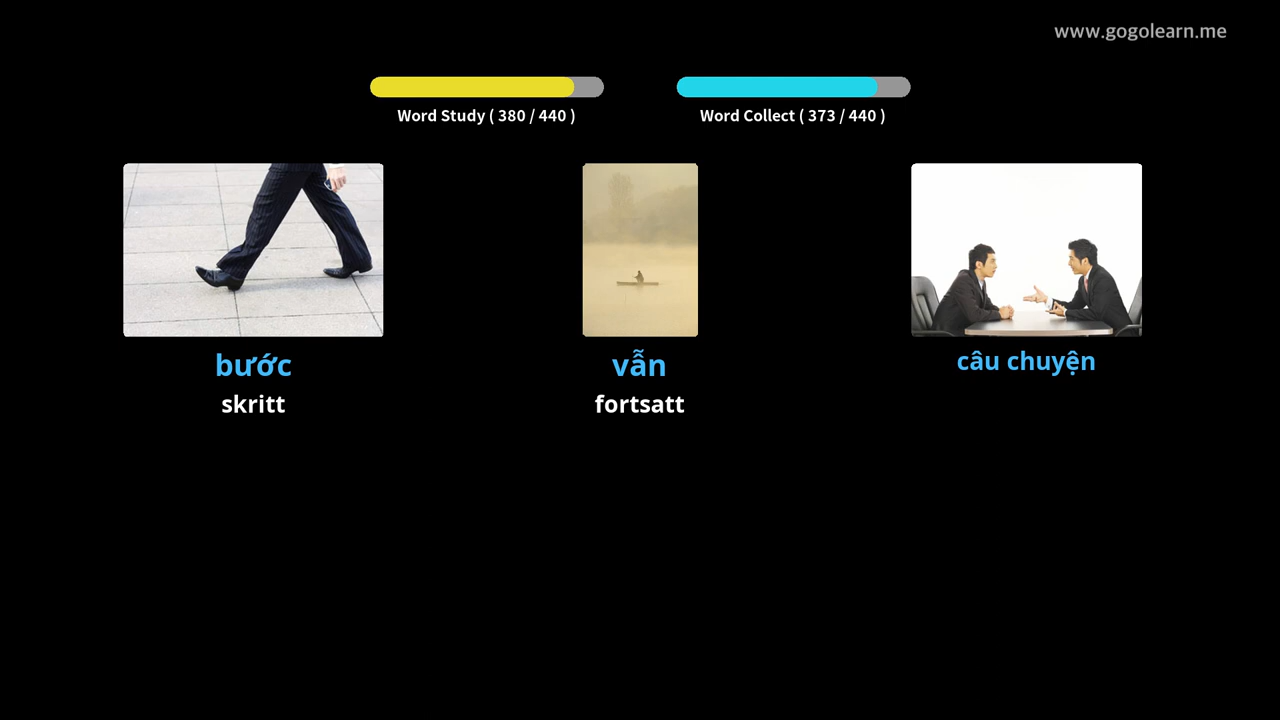 www.gogolearn.me
Word Study ( 380 / 440 )
Word Collect ( 373 / 440 )
bước
vẫn
câu chuyện
skritt
fortsatt